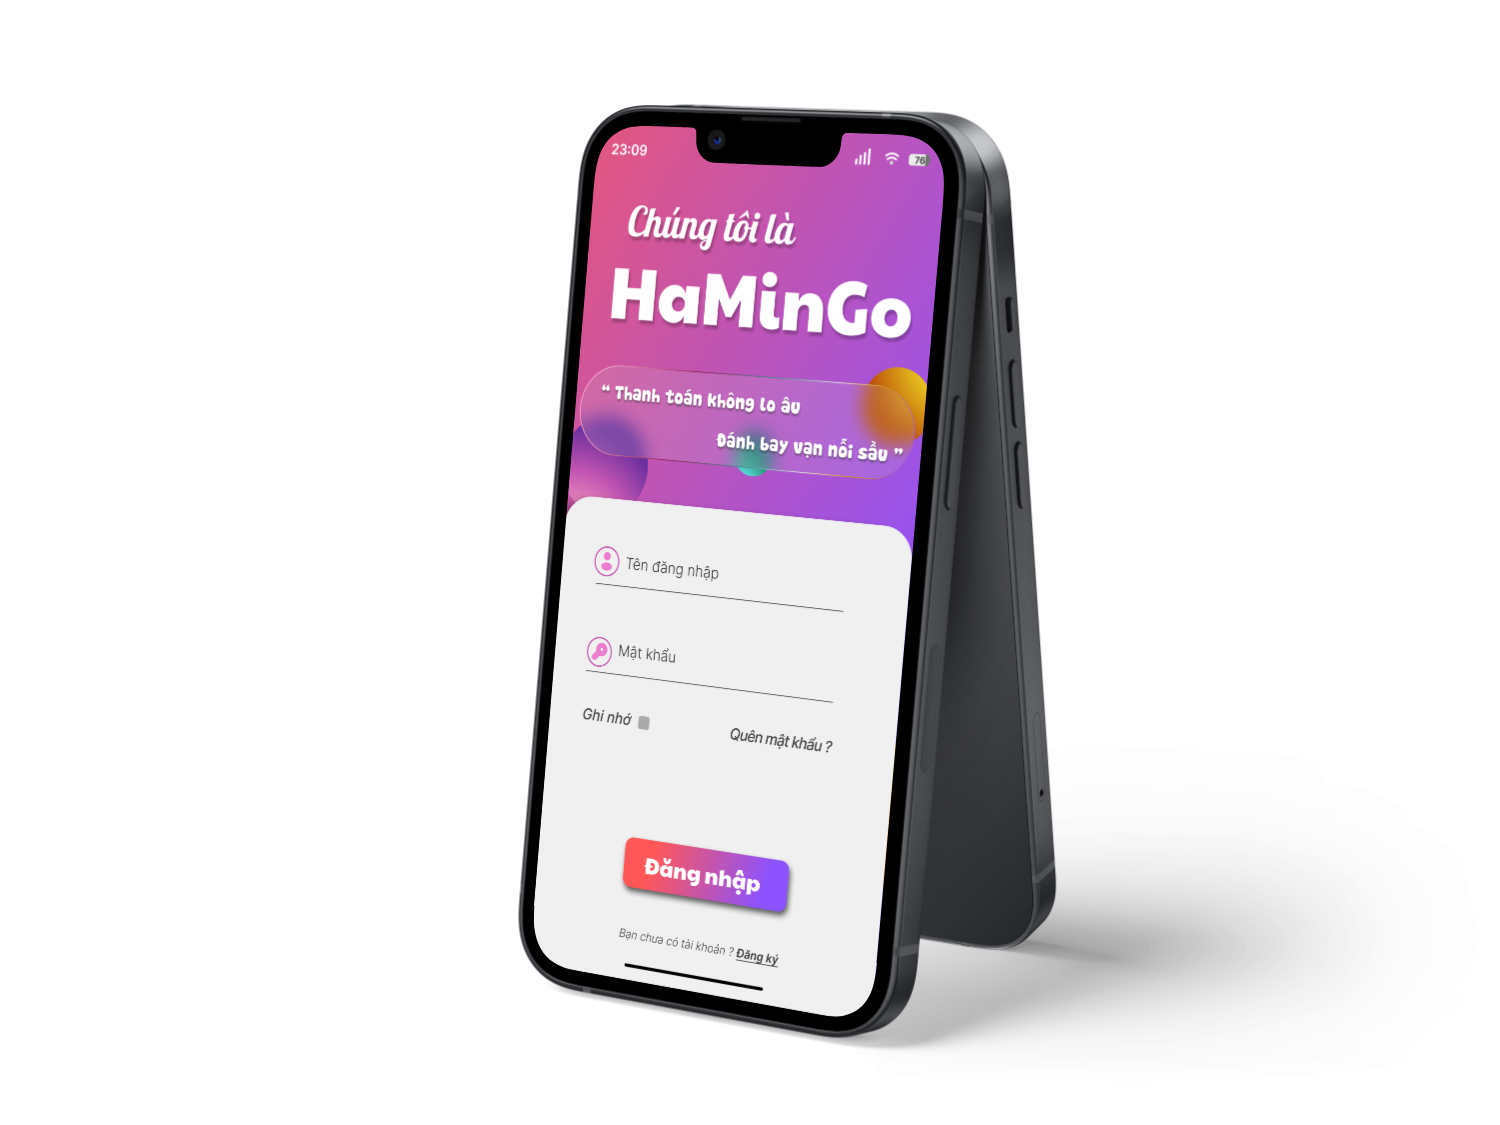 23:09
76
Chúng tôi là
HaMinGo
“ Thanh toán không lo âu
Đánh bay vạn nỗi sầu ”
Tên đăng nhập
Mật khẩu
Ghi nhớ
Quên mật khẩu ?
Đăng nhập
Bạn chưa có tài khoản ? Đăng ký